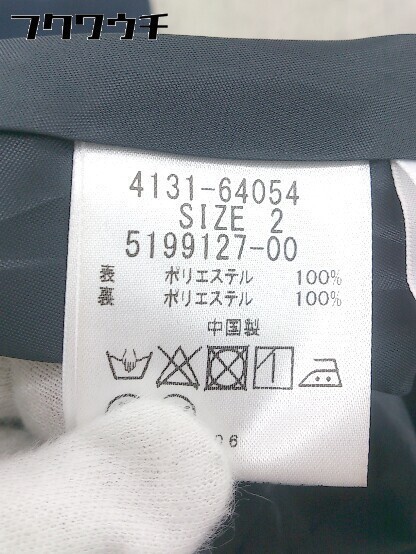 フクウウチ
4131-64054
SIZE 2
5199127-00
表 ポリエステル 100%
裏 ポリエステル 100%
中国製
06